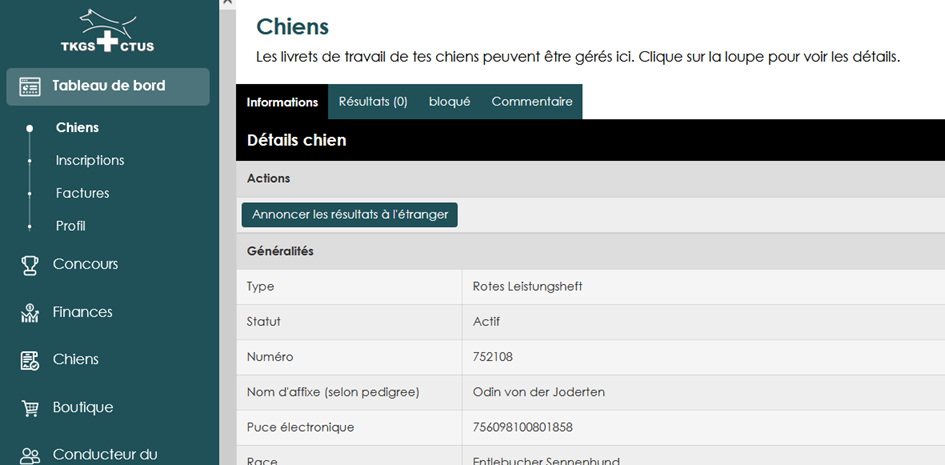 TKGS CTUS
Tableau de bord
Chiens
Inscriptions
Factures
Profil
Concours
Finances
Chiens
Boutique
Conducteur du
Chiens
Les livrets de travail de tes chiens peuvent être gérés ici. Clique sur la loupe pour voir les détails.
Informations Résultats (0) bloqué Commentaire
Détails chien
Actions
Annoncer les résultats à l'étranger
Généralités
Type Rotes Leistungsheft
Statut Actif
Numéro 752108
Nom d'affixe (selon pedigree) Odin von der Joderten
Puce électronique 756098100801858
Race Entlebucher Sennenhund